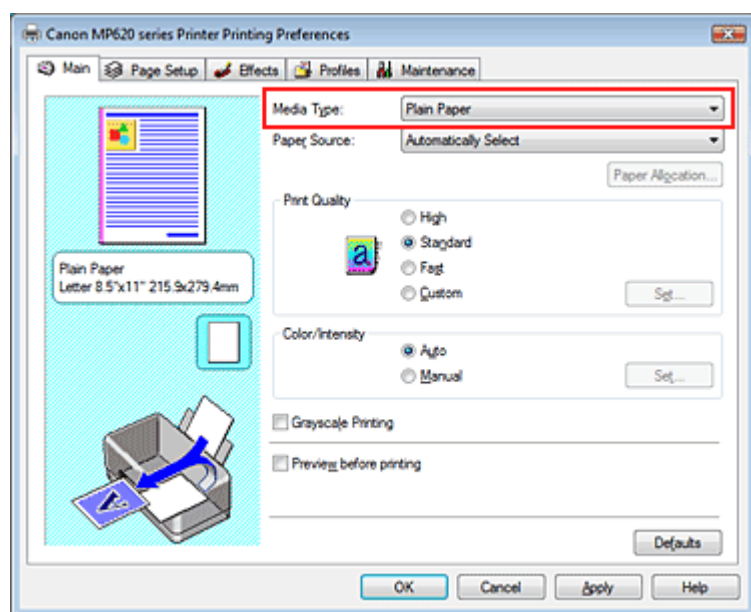 Canon MP620 series Printer Printing Preferences
Main Page Setup Effects Profiles Maintenance
Media Type: Plain Paper
Paper Source: Automatically Select
Paper Allocation...
Print Quality
High
a Standard
Fast
Custom Set...
Plain Paper
Letter 8.5"x11" 215.9x279.4mm
Color/Intensity
Auto
Manual Set...
Grayscale Printing
Preview before printing
Defaults
OK Cancel Apply Help